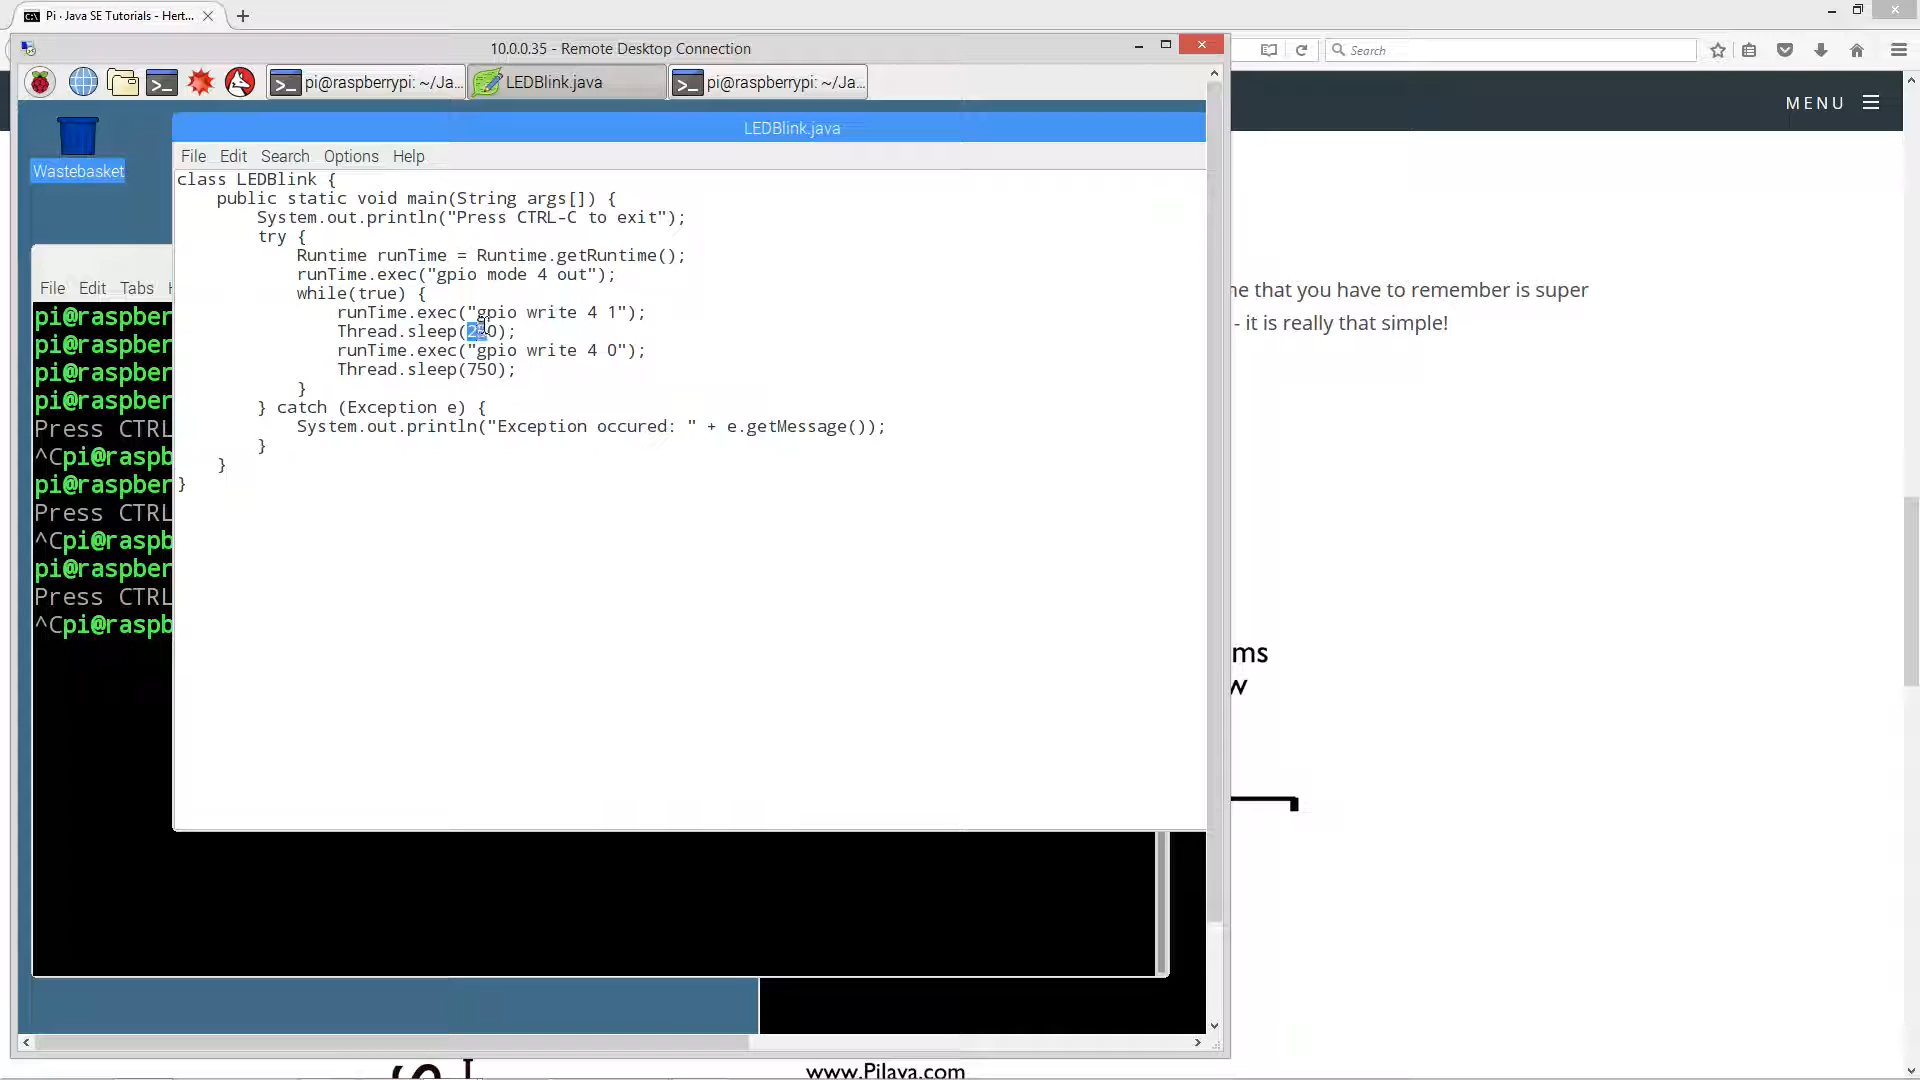 Pi · Java SE Tutorials - Hert...
10.0.0.35 - Remote Desktop Connection
Search
pi@raspberrypi: ~/Ja...
LEDBlink.java
pi@raspberrypi: ~/Ja...
MENU
Wastebasket
LEDBlink.java
File Edit Search Options Help
class LEDBlink {
public static void main(String args[]) {
System.out.println("Press CTRL-C to exit");
try {
Runtime runTime = Runtime.getRuntime();
runTime.exec("gpio mode 4 out");
while(true) {
runTime.exec("gpio write 4 1");
Thread.sleep(250);
runTime.exec("gpio write 4 0");
Thread.sleep(750);
}
} catch (Exception e) {
System.out.println("Exception occured: " + e.getMessage());
}
}
}
File Edit Tabs
pi@raspber
pi@raspber
pi@raspber
pi@raspber
Press CTRL
^Cpi@raspb
pi@raspber
Press CTRL
^Cpi@raspb
pi@raspber
Press CTRL
^Cpi@raspb
ne that you have to remember is super
- it is really that simple!
ms
w
www.Pilava.com